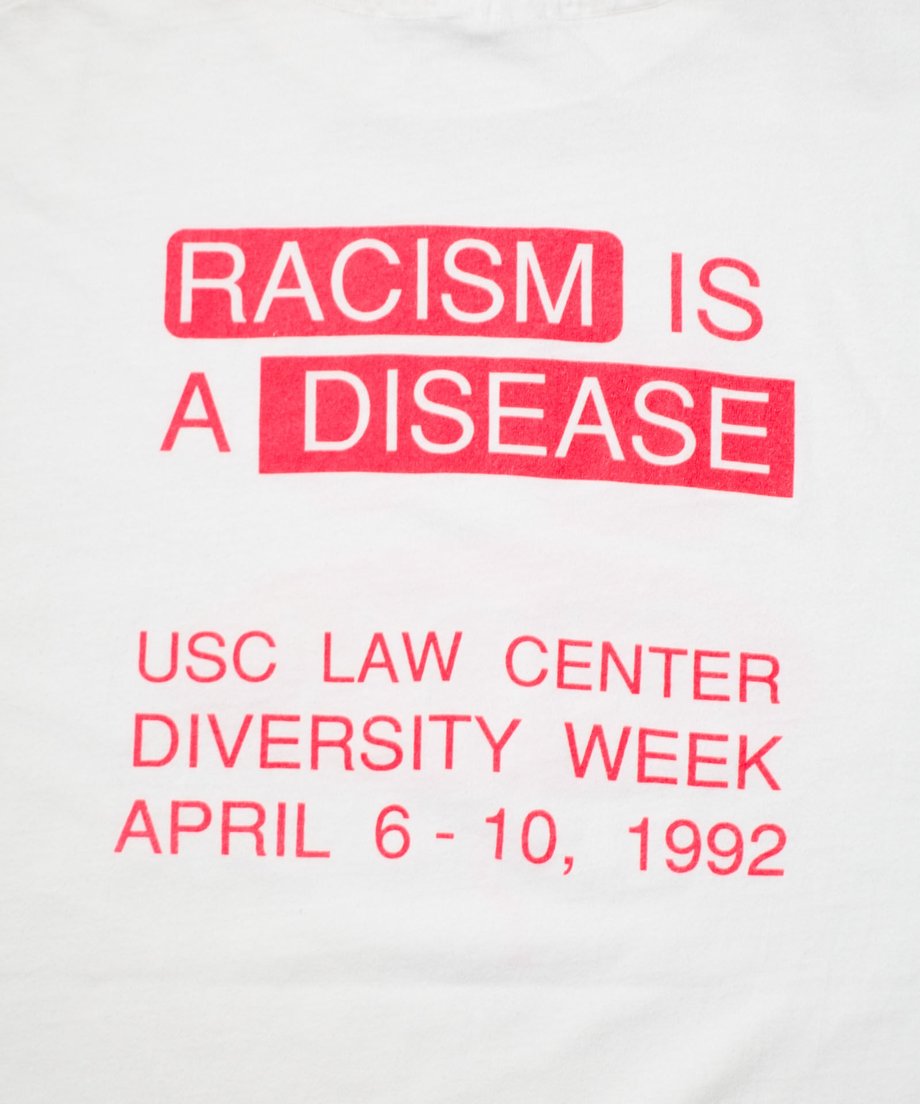 RACISM IS
A DISEASE
USC LAW CENTER
DIVERSITY WEEK
APRIL 6 - 10, 1992